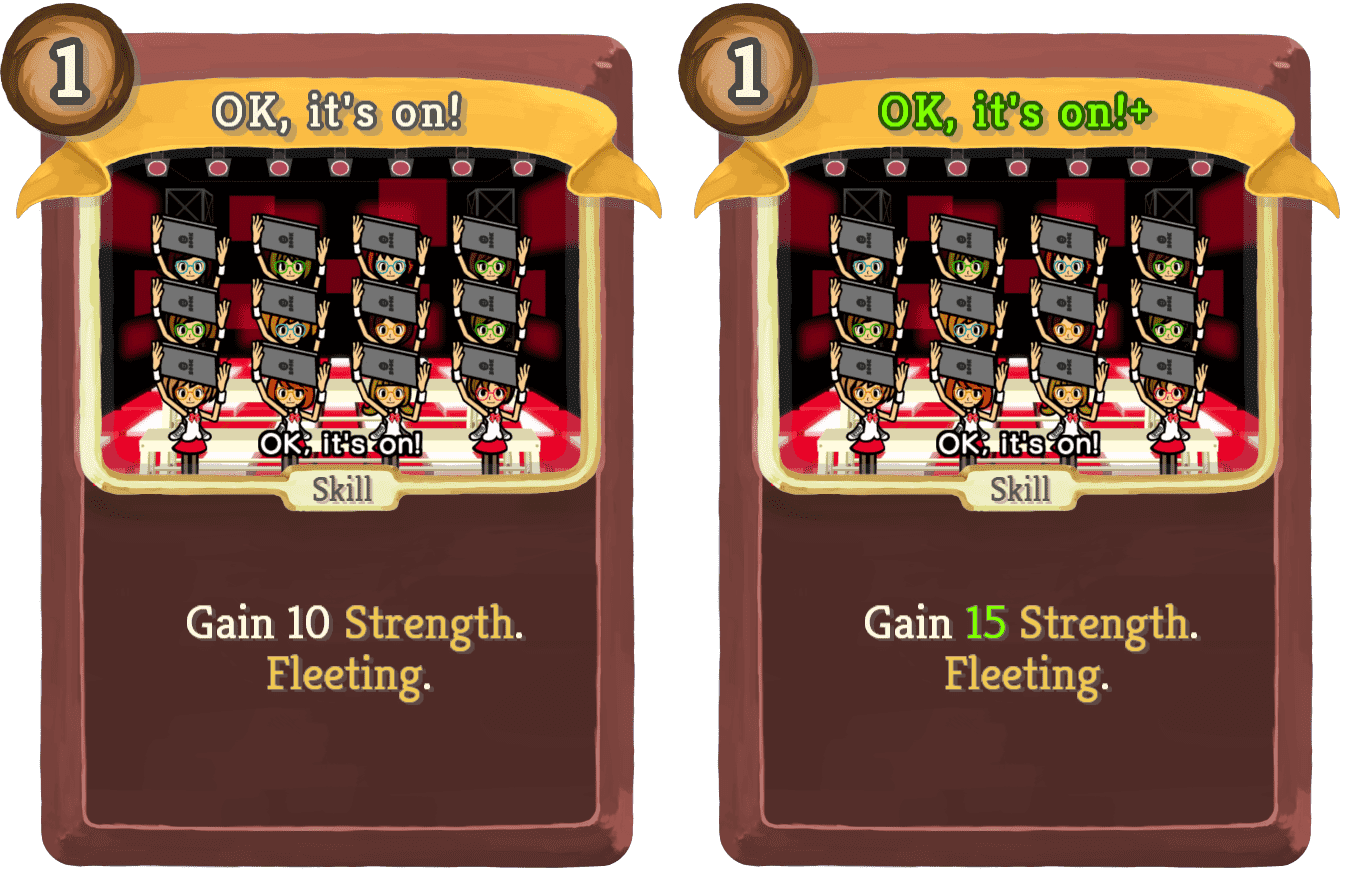 1
OK, it's on!
OK, it's on!
Skill
Gain 10 Strength.
Fleeting.
1
OK, it's on!+
OK, it's on!
Skill
Gain 15 Strength.
Fleeting.